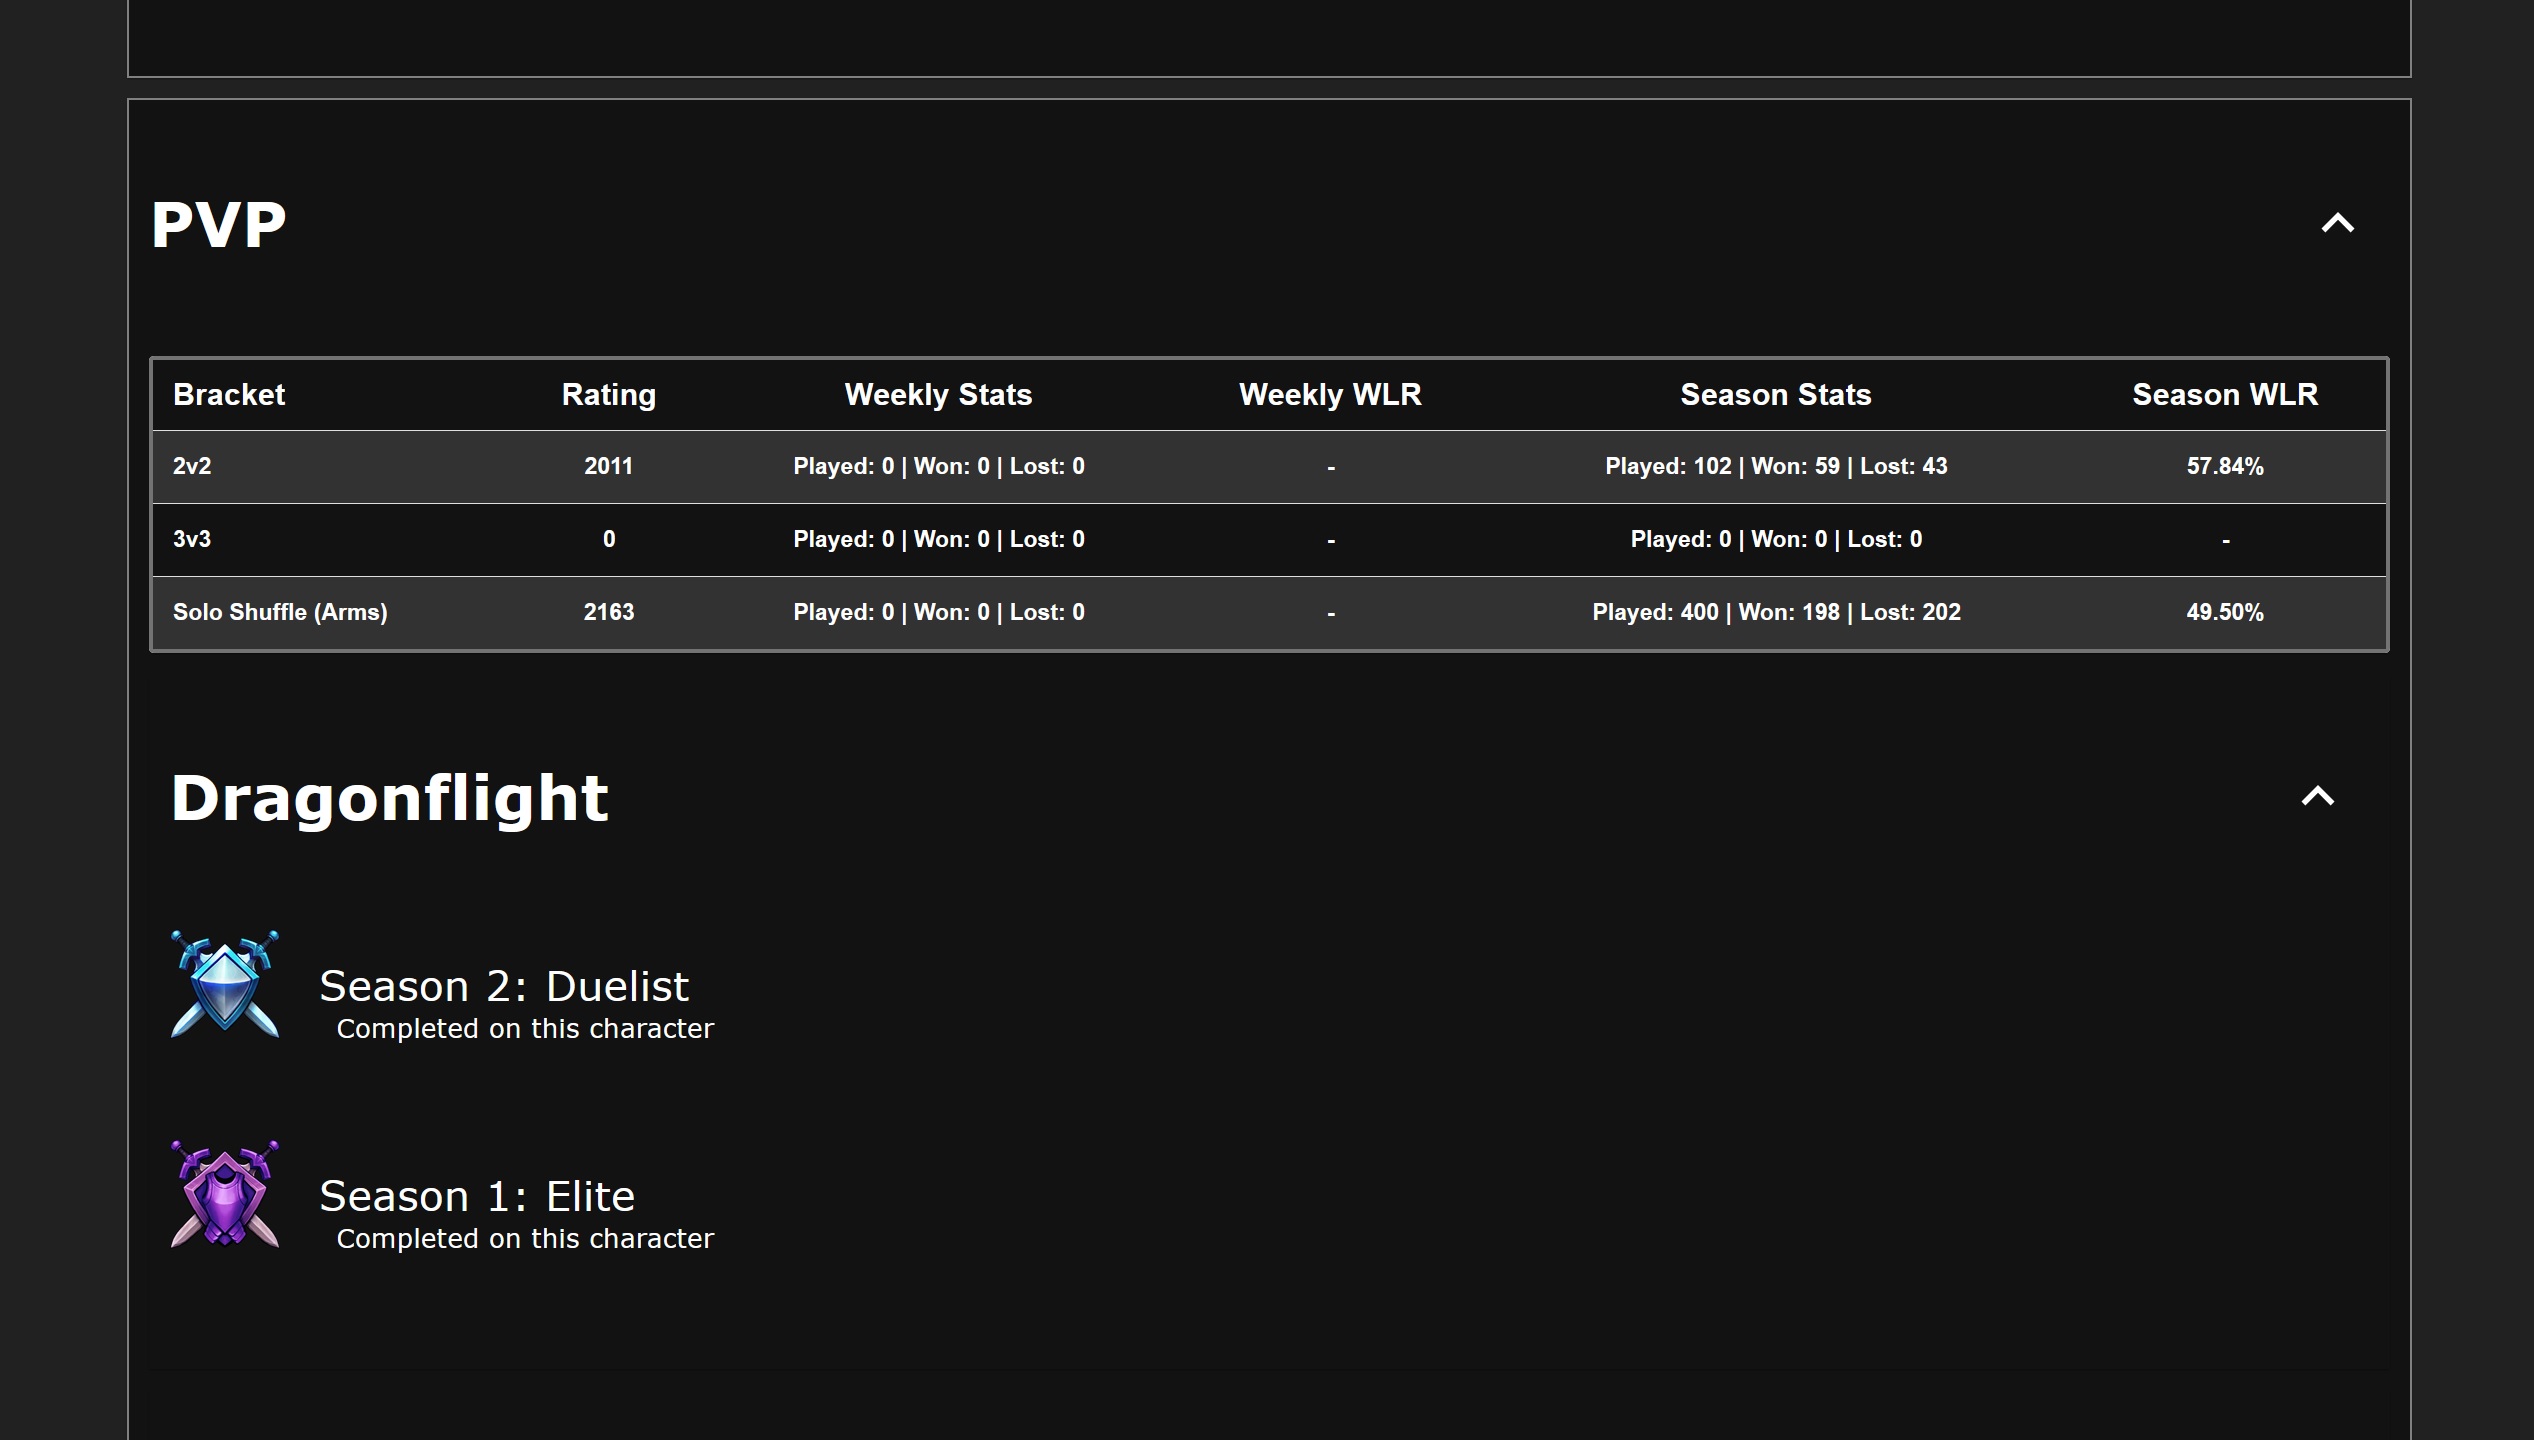 PVP
Bracket Rating Weekly Stats Weekly WLR Season Stats Season WLR
2v2 2011 Played: 0 | Won: 0 | Lost: 0 - Played: 102 | Won: 59 | Lost: 43 57.84%
3v3 0 Played: 0 | Won: 0 | Lost: 0 - Played: 0 | Won: 0 | Lost: 0 -
Solo Shuffle (Arms) 2163 Played: 0 | Won: 0 | Lost: 0 - Played: 400 | Won: 198 | Lost: 202 49.50%
Dragonflight
Season 2: Duelist
Completed on this character
Season 1: Elite
Completed on this character